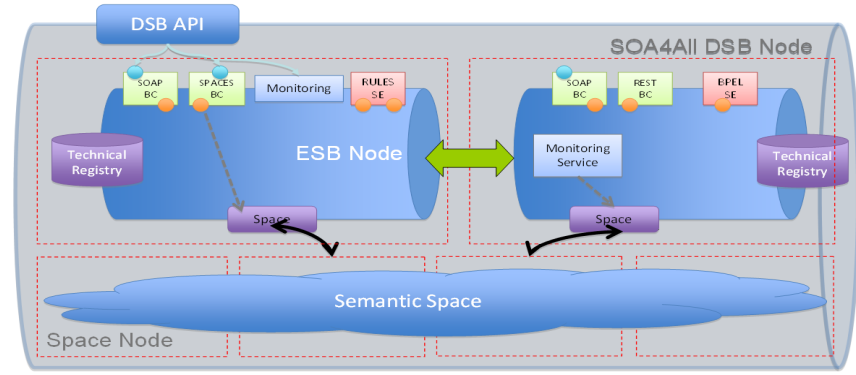 DSB API
SOA4All DSB Node
SOAP
BC
SPACES
BC
Monitoring
RULES
SE
SOAP
BC
REST
BC
BPEL
SE
Technical
Registry
ESB Node
Monitoring
Service
Technical
Registry
Space
Space
Semantic Space
Space Node